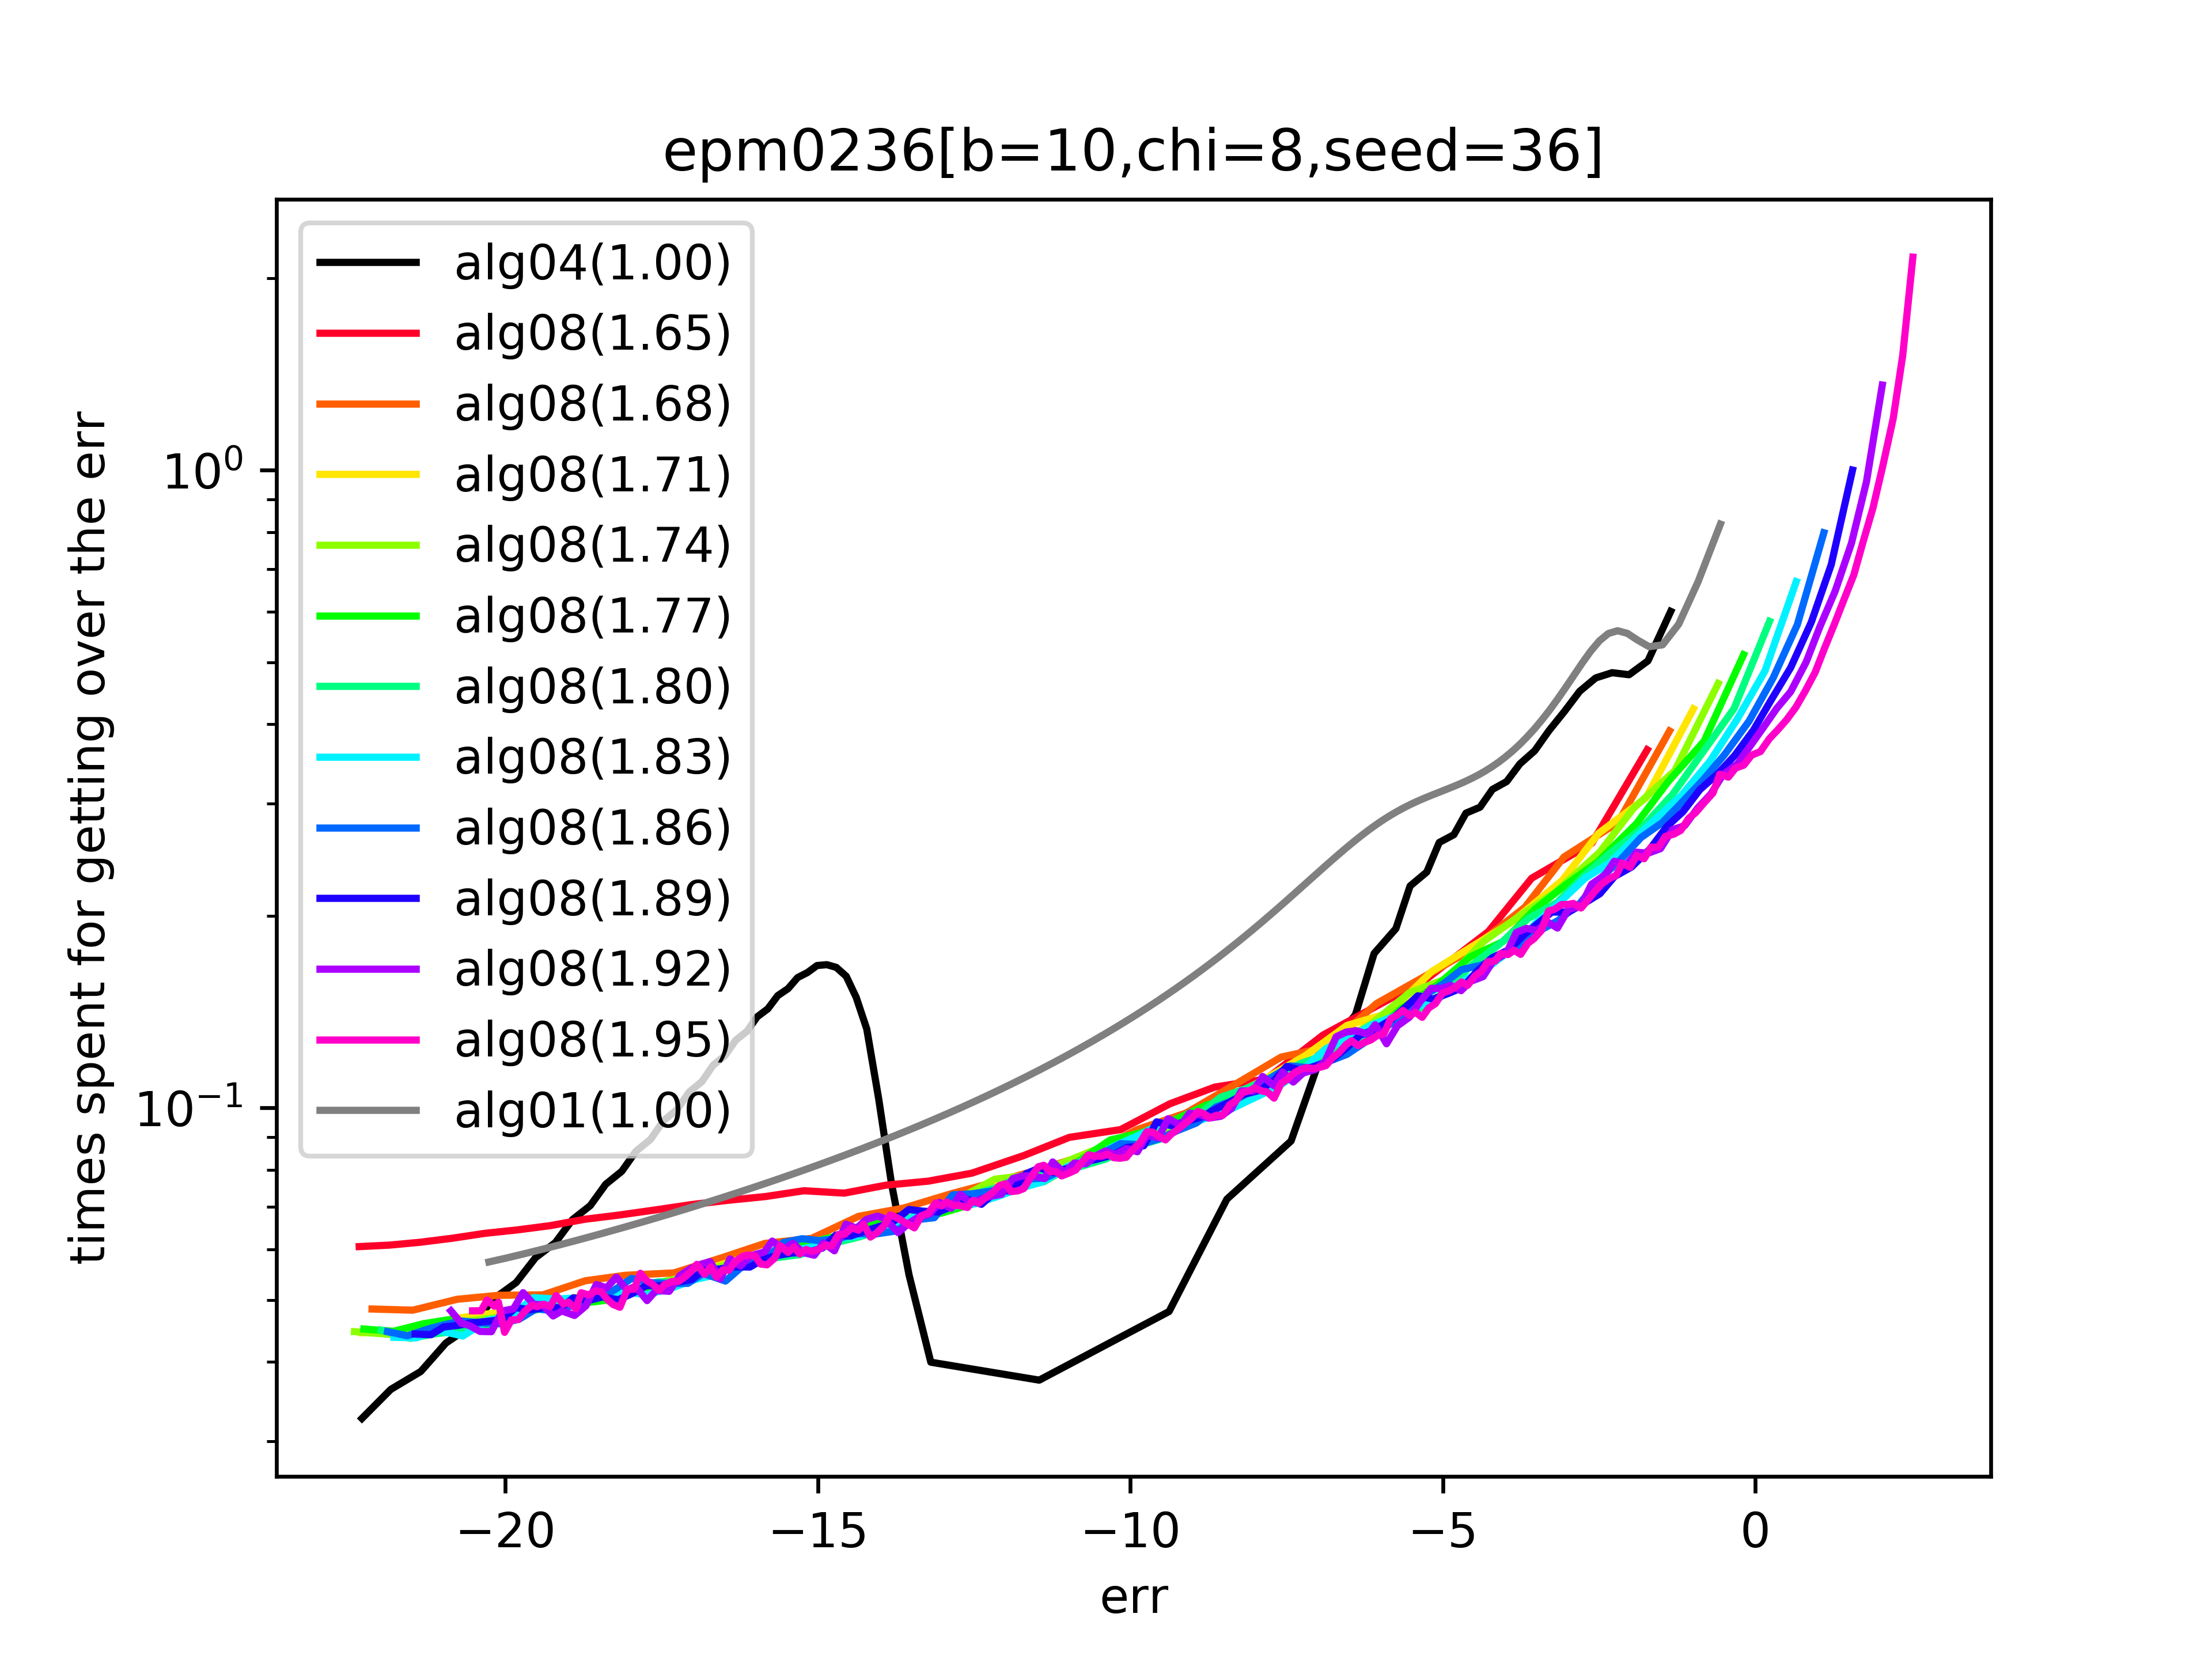 epm0236[b=10,chi=8,seed=36]
times spent for getting over the err
10⁰
10⁻¹
alg04(1.00)
alg08(1.65)
alg08(1.68)
alg08(1.71)
alg08(1.74)
alg08(1.77)
alg08(1.80)
alg08(1.83)
alg08(1.86)
alg08(1.89)
alg08(1.92)
alg08(1.95)
alg01(1.00)
−20 −15 −10 −5 0
err